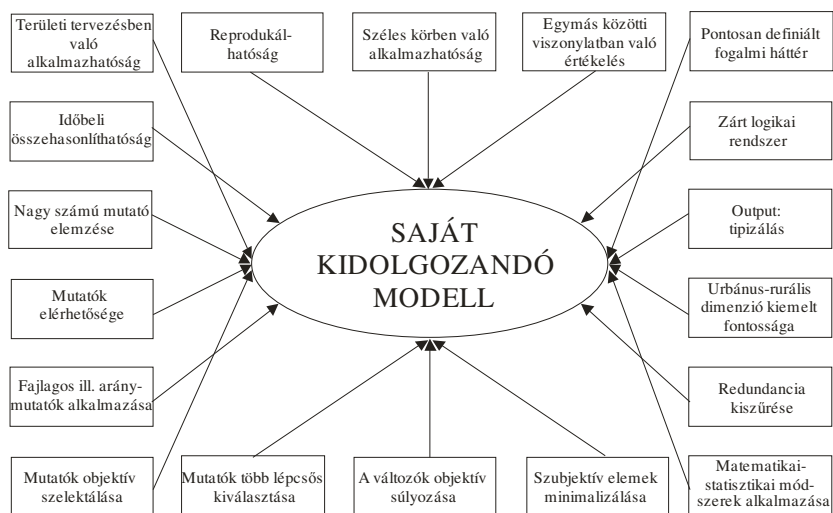 Területi tervezésben
való
alkalmazhatóság
Reprodukál-
hatóság
Széles körben való
alkalmazhatóság
Egymás közötti
viszonylatban való
értékelés
Pontosan definiált
fogalmi háttér
Időbeli
összehasonlíthatóság
Zárt logikai
rendszer
Nagy számú mutató
elemzése
SAJÁT
KIDOLGOZANDÓ
MODELL
Output:
tipizálás
Mutatók
elérhetősége
Urbánus-rurális
dimenzió kiemelt
fontossága
Fajlagos ill. arány-
mutatók alkalmazása
Redundancia
kiszűrése
Mutatók objektív
szelektálása
Mutatók több lépcsős
kiválasztása
A változók objektív
súlyozása
Szubjektív elemek
minimalizálása
Matematikai-
statisztikai mód-
szerek alkalmazása